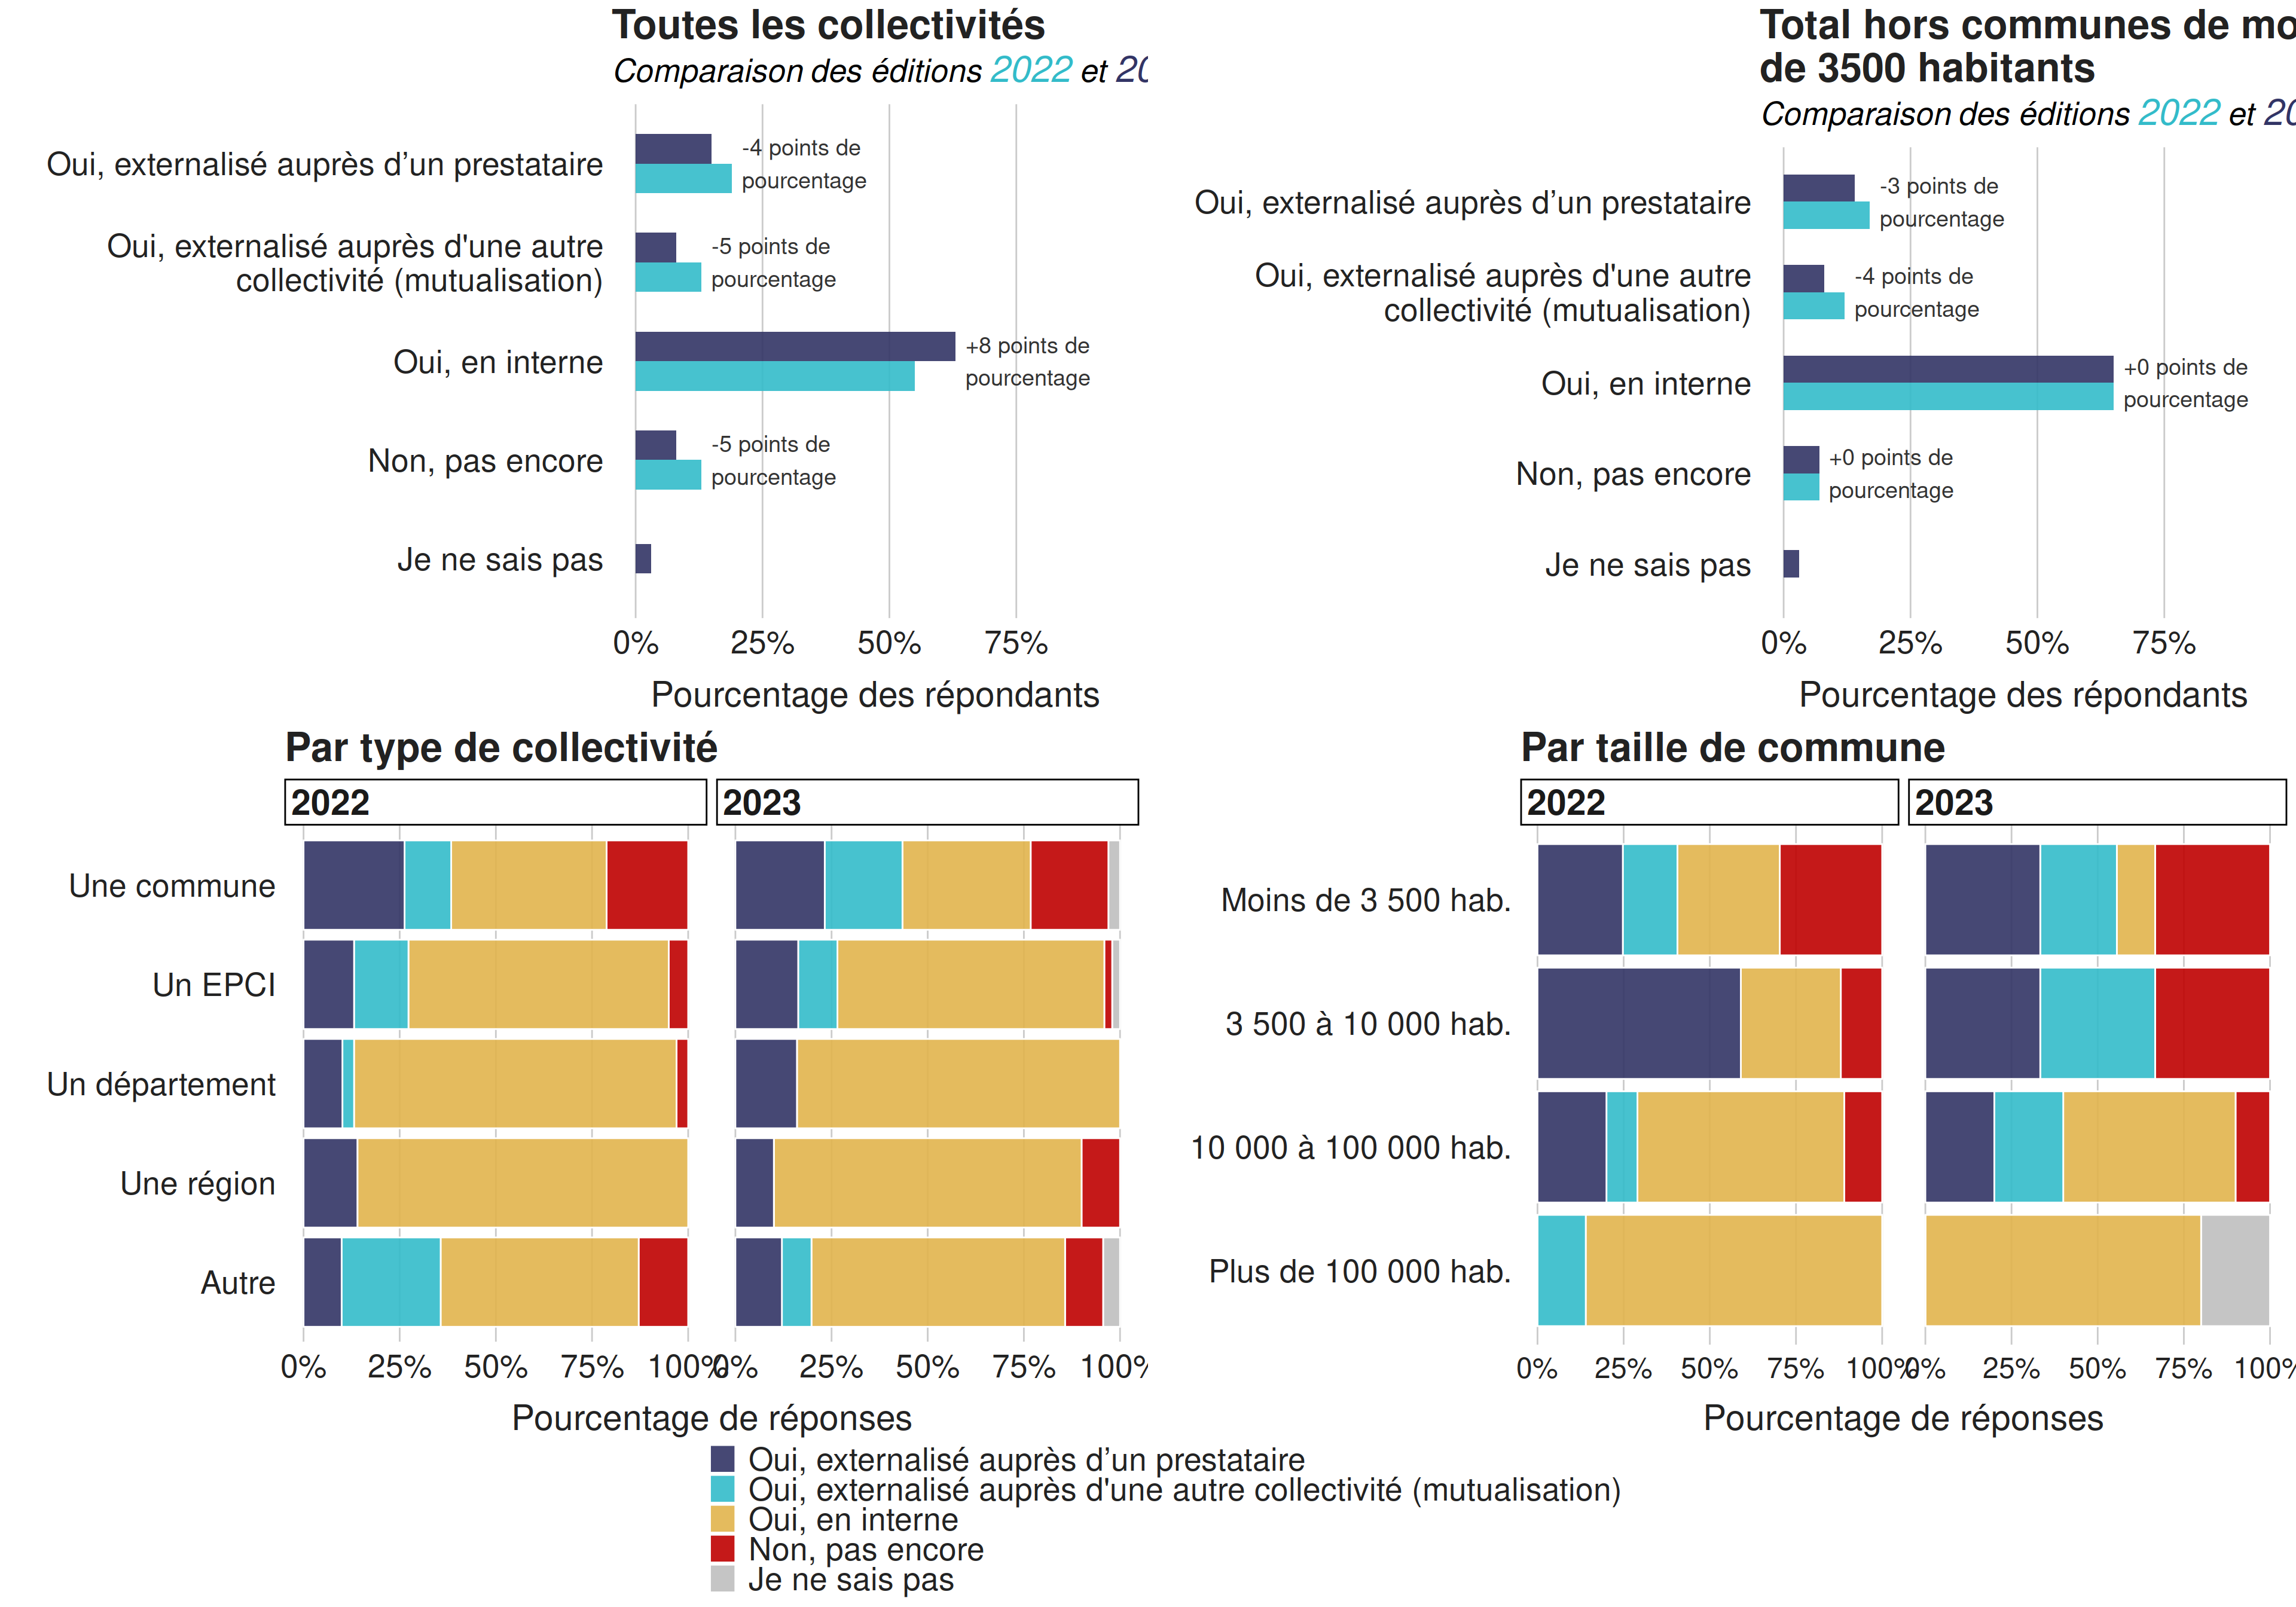 Toutes les collectivités
Comparaison des éditions 2022 et
Oui, externalisé auprès d’un prestataire
-4 points de
pourcentage
Oui, externalisé auprès d'une autre
collectivité (mutualisation)
-5 points de
pourcentage
Oui, en interne
+8 points de
pourcentage
Non, pas encore
-5 points de
pourcentage
Je ne sais pas
0% 25% 50% 75%
Pourcentage des répondants
Total hors communes de
de 3500 habitants
Comparaison des éditions 2022 et
Oui, externalisé auprès d’un prestataire
-3 points de
pourcentage
Oui, externalisé auprès d'une autre
collectivité (mutualisation)
-4 points de
pourcentage
Oui, en interne
+0 points de
pourcentage
Non, pas encore
+0 points de
pourcentage
Je ne sais pas
0% 25% 50% 75%
Pourcentage des répondants
Par type de collectivité
2022 2023
Une commune
Un EPCI
Un département
Une région
Autre
0% 25% 50% 75% 100% 0% 25% 50% 75% 100%
Pourcentage de réponses
Par taille de commune
2022 2023
Moins de 3 500 hab.
3 500 à 10 000 hab.
10 000 à 100 000 hab.
Plus de 100 000 hab.
0% 25% 50% 75% 100% 0% 25% 50% 75% 100%
Pourcentage de réponses
Oui, externalisé auprès d’un prestataire
Oui, externalisé auprès d'une autre collectivité (mutualisation)
Oui, en interne
Non, pas encore
Je ne sais pas